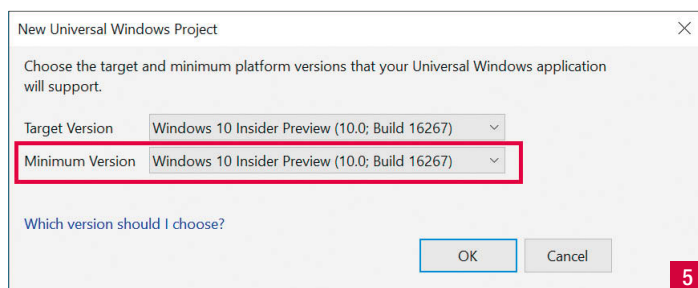 New Universal Windows Project
Choose the target and minimum platform versions that your Universal Windows application
will support.
Target Version Windows 10 Insider Preview (10.0; Build 16267)
Minimum Version Windows 10 Insider Preview (10.0; Build 16267)
Which version should I choose?
OK Cancel
5